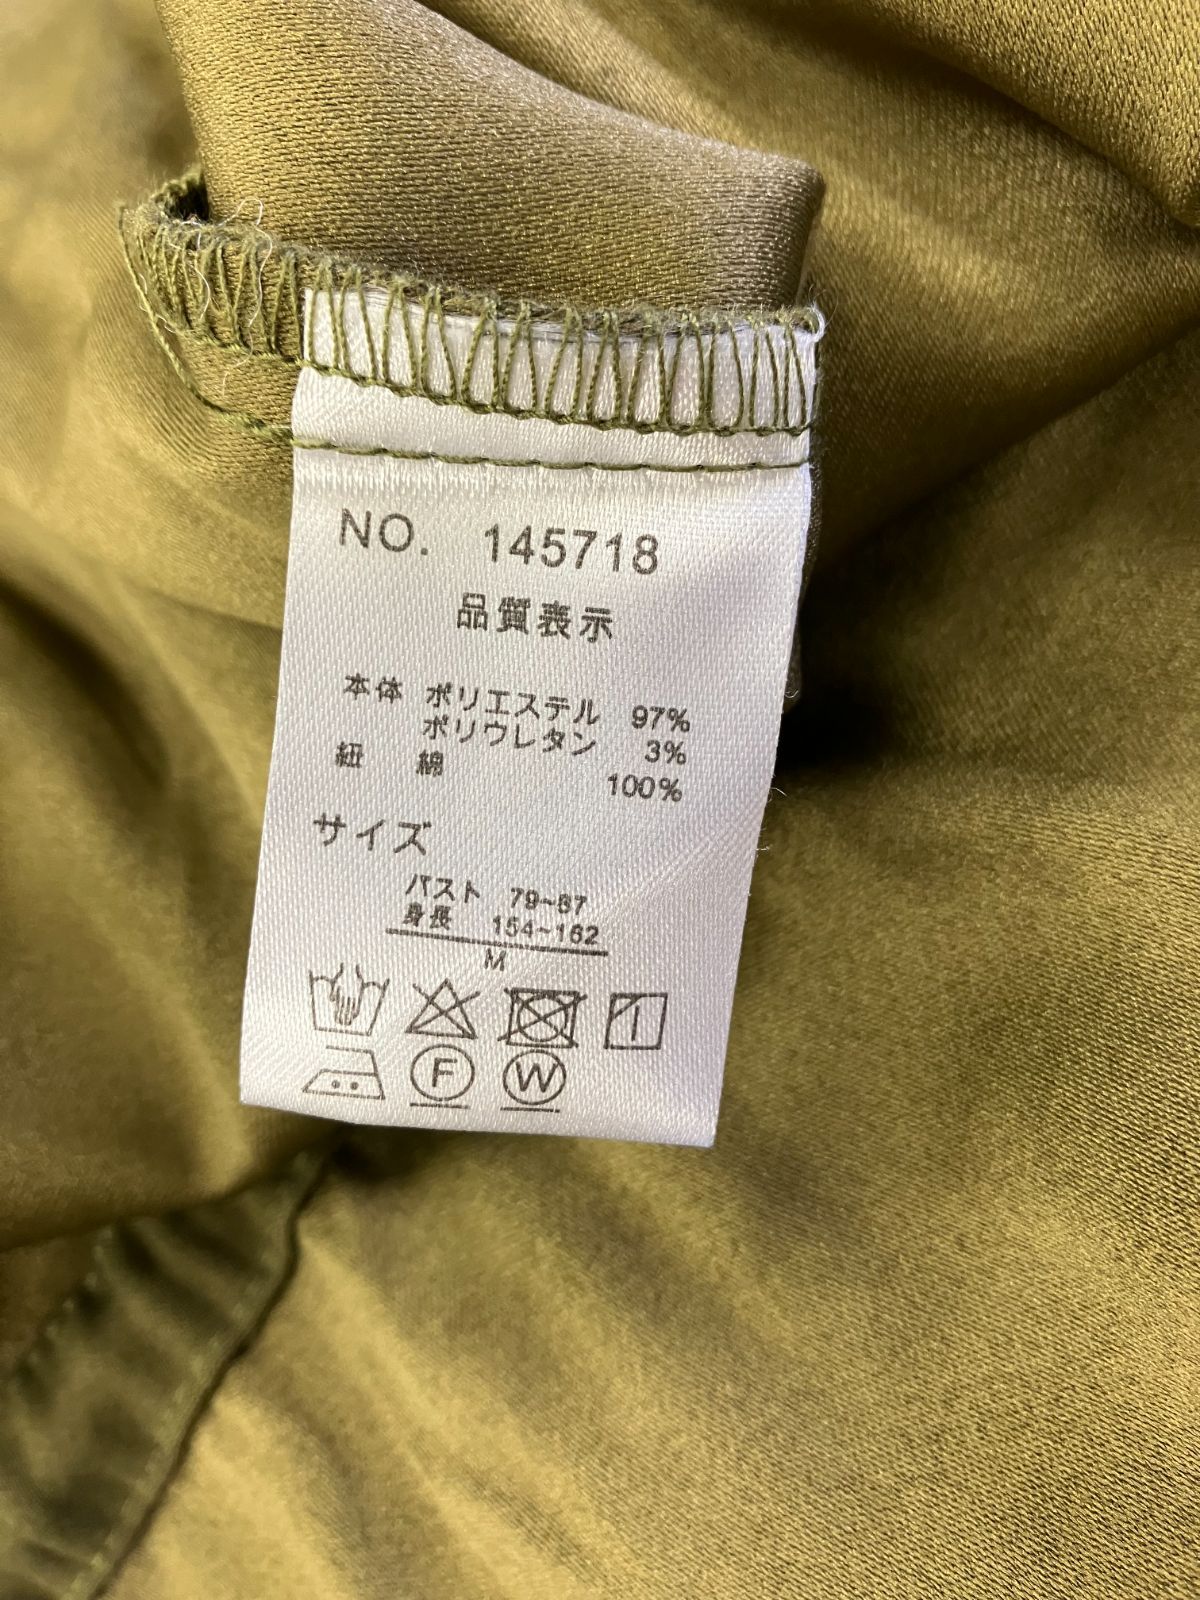 NO. 145718
品質表示
本体 ポリエステル 97%
ポリウレタン 3%
紐 綿 100%
サイズ
バスト 79~87
身長 154~162
M
F W